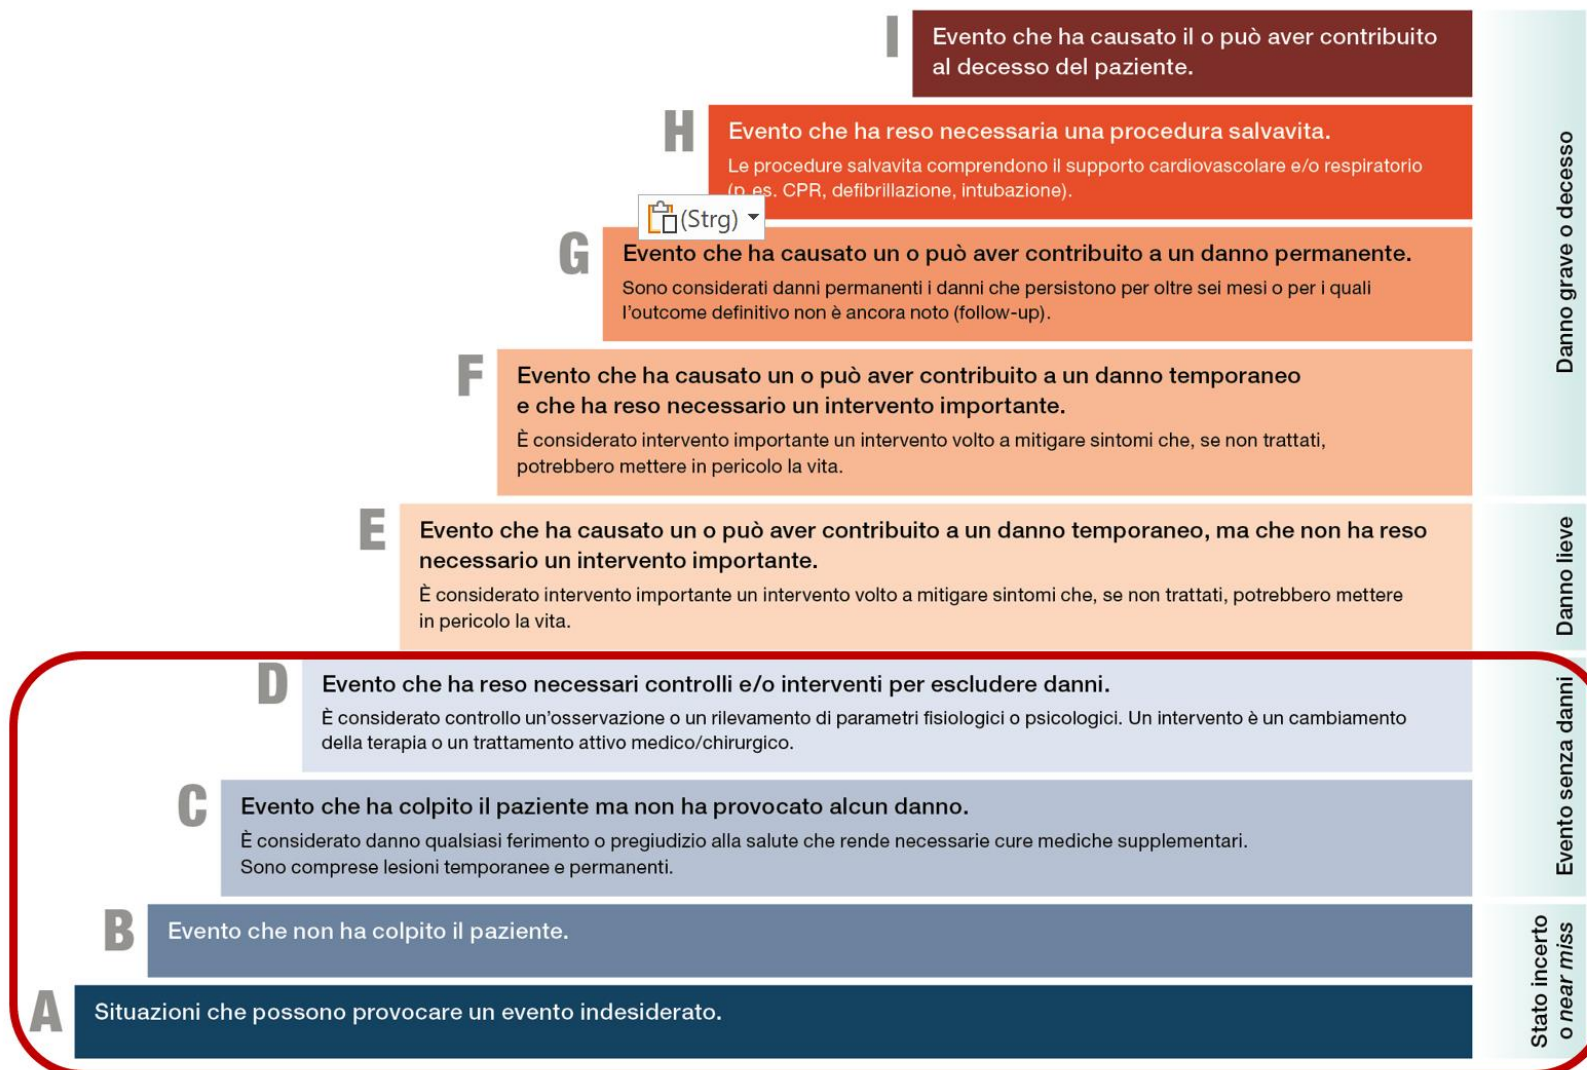 I
Evento che ha causato il o può aver contribuito
al decesso del paziente.
H
Evento che ha reso necessaria una procedura salvavita.
Le procedure salvavita comprendono il supporto cardiovascolare e/o respiratorio
(p. es. CPR, defibrillazione, intubazione).
(Strg)
G
Evento che ha causato un o può aver contribuito a un danno permanente.
Sono considerati danni permanenti i danni che persistono per oltre sei mesi o per i quali
l'outcome definitivo non è ancora noto (follow-up).
F
Evento che ha causato un o può aver contribuito a un danno temporaneo
e che ha reso necessario un intervento importante.
È considerato intervento importante un intervento volto a mitigare sintomi che, se non trattati,
potrebbero mettere in pericolo la vita.
Danno grave o decesso
E
Evento che ha causato un o può aver contribuito a un danno temporaneo, ma che non ha reso
necessario un intervento importante.
È considerato intervento importante un intervento volto a mitigare sintomi che, se non trattati, potrebbero mettere
in pericolo la vita.
Danno lieve
D
Evento che ha reso necessari controlli e/o interventi per escludere danni.
È considerato controllo un'osservazione o un rilevamento di parametri fisiologici o psicologici. Un intervento è un cambiamento
della terapia o un trattamento attivo medico/chirurgico.
C
Evento che ha colpito il paziente ma non ha provocato alcun danno.
È considerato danno qualsiasi ferimento o pregiudizio alla salute che rende necessarie cure mediche supplementari.
Sono comprese lesioni temporanee e permanenti.
Evento senza danni
B
Evento che non ha colpito il paziente.
A
Situazioni che possono provocare un evento indesiderato.
Stato incerto
o near miss